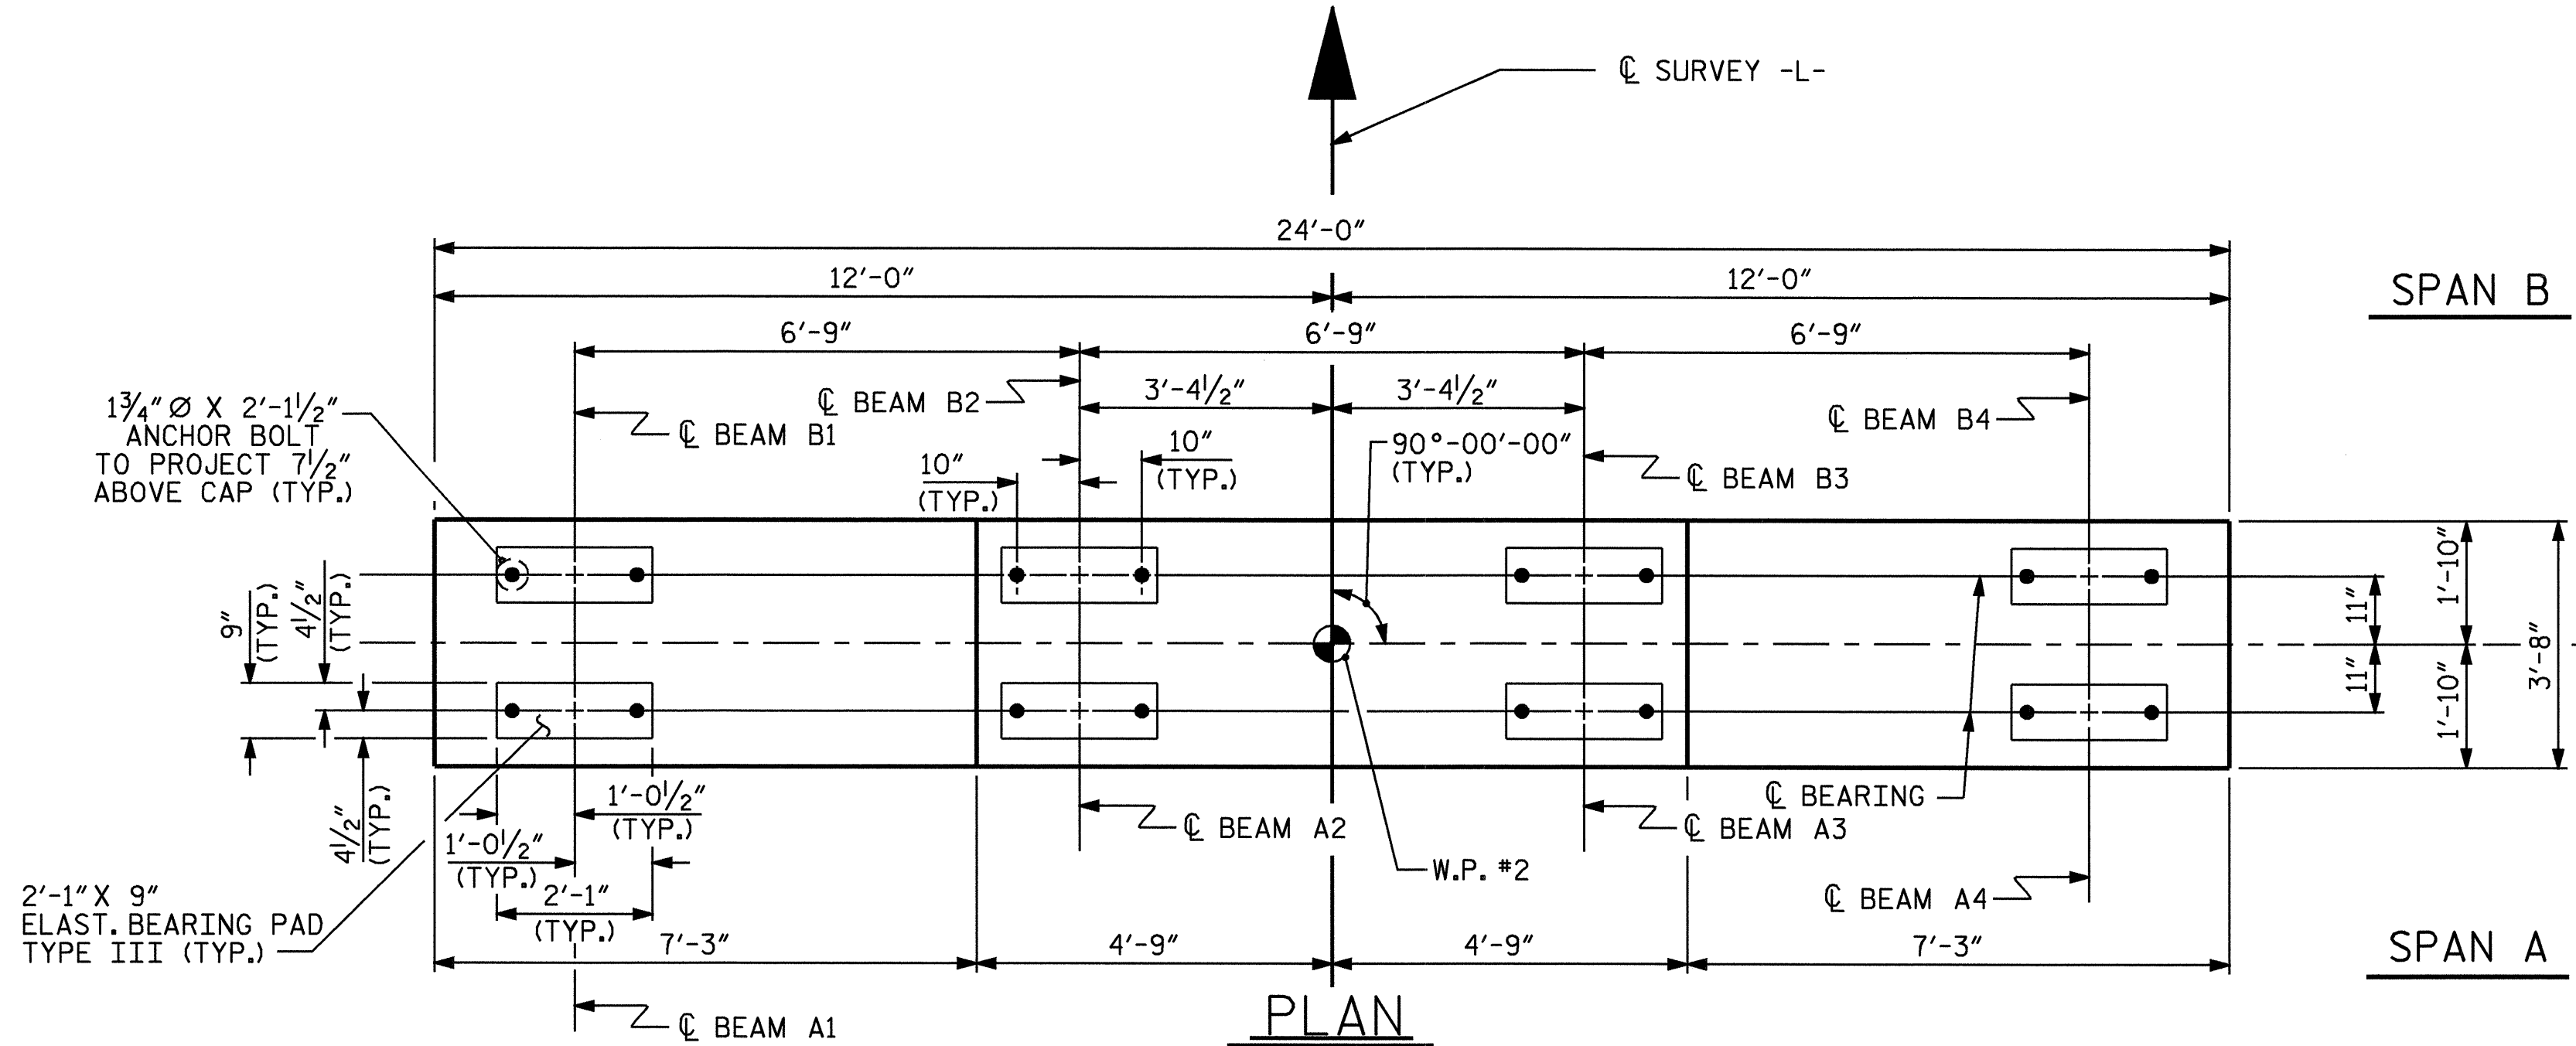 ℄ SURVEY -L-
24'-0"
12'-0"
12'-0"
SPAN B
6'-9"
6'-9"
6'-9"
℄ BEAM B2
3'-4½"
3'-4½"
℄ BEAM B4
1¾" Ø X 2'-1½"
ANCHOR BOLT
TO PROJECT 7½"
ABOVE CAP (TYP.)
℄ BEAM B1
10"
(TYP.)
10"
(TYP.)
90°-00'-00"
(TYP.)
℄ BEAM B3
9"
(TYP.)
4½"
(TYP.)
11"
11"
1'-10"
1'-10"
3'-8"
4½"
(TYP.)
1'-0½"
(TYP.)
1'-0½"
(TYP.)
2'-1"
(TYP.)
℄ BEARING
℄ BEAM A2
℄ BEAM A3
W.P. #2
℄ BEAM A4
2'-1" X 9"
ELAST. BEARING PAD
TYPE III (TYP.)
7'-3"
4'-9"
4'-9"
7'-3"
SPAN A
℄ BEAM A1
PLAN